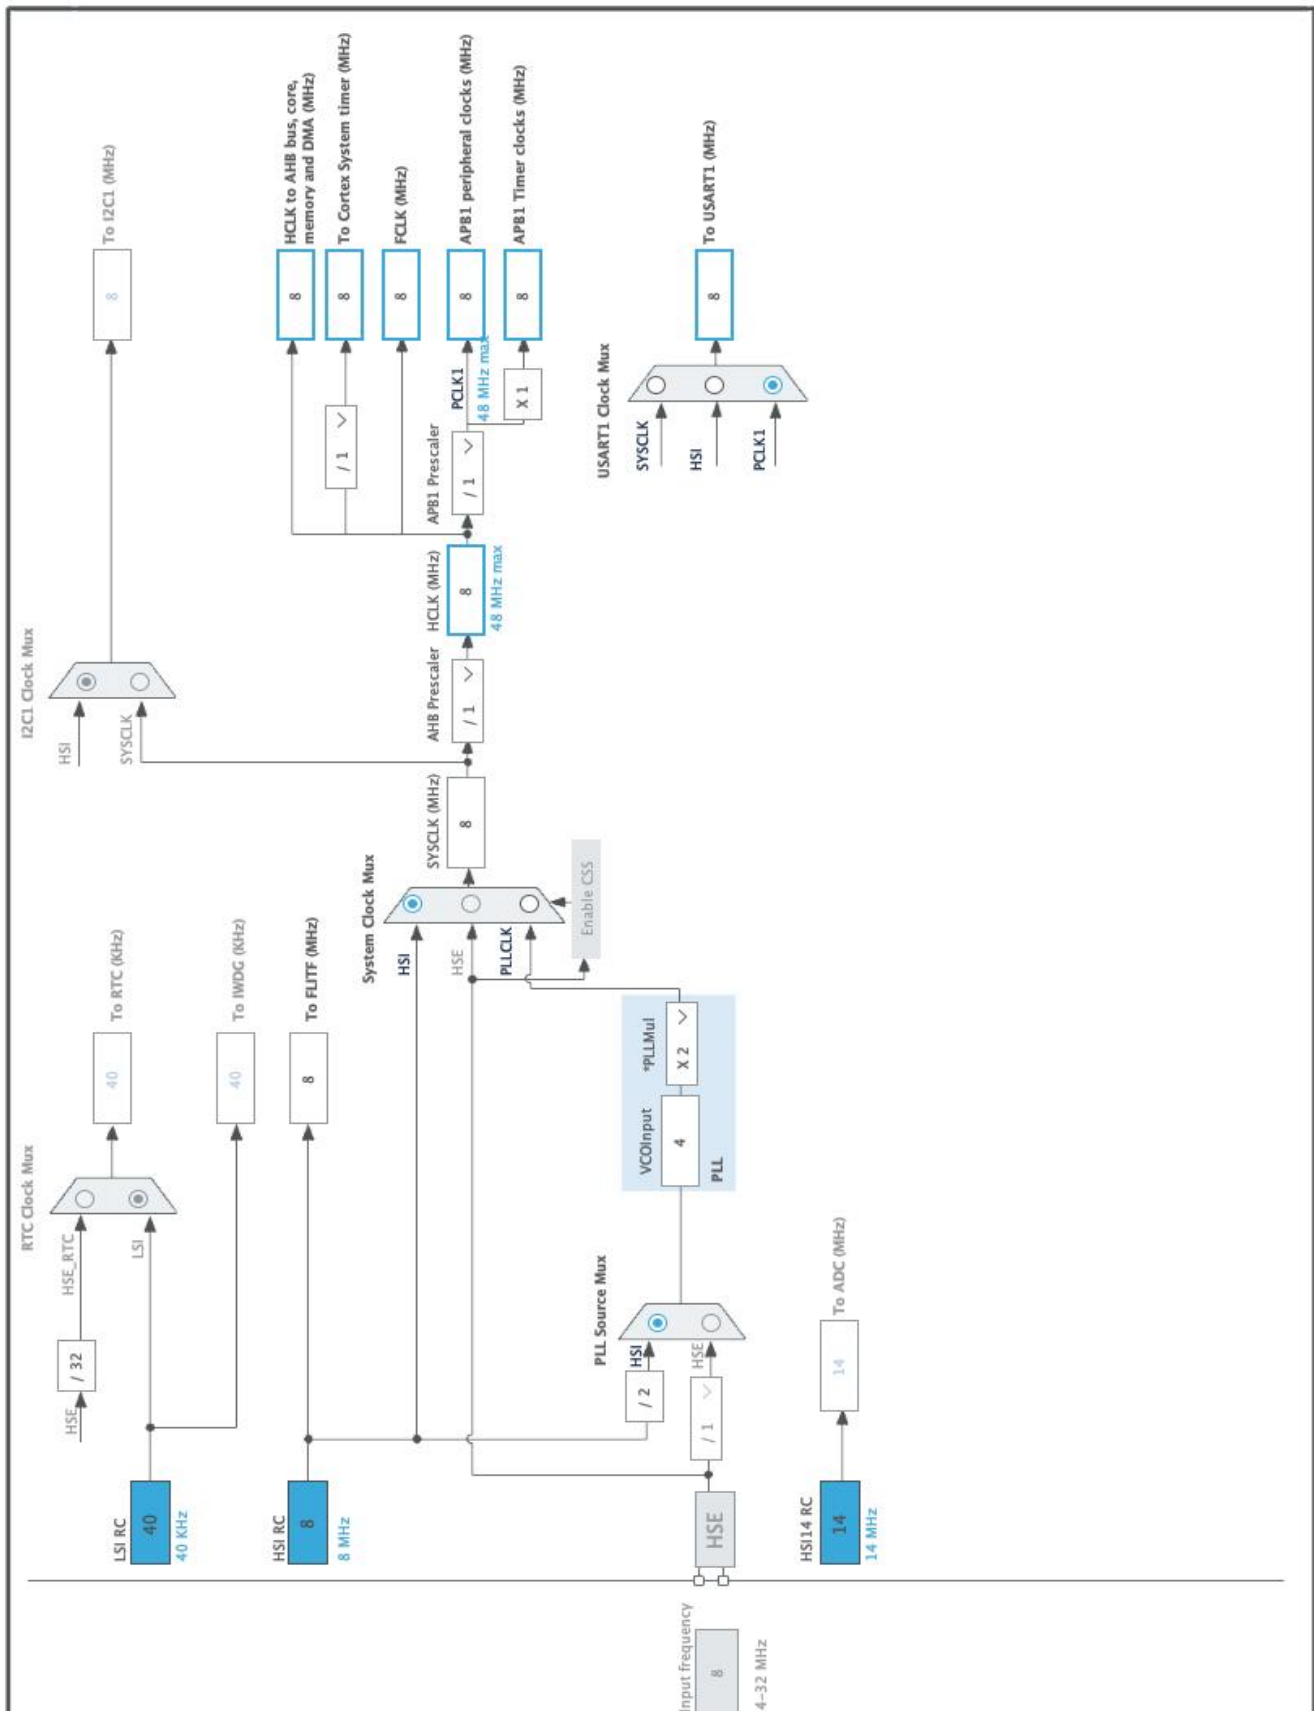 RTC Clock Mux
HSE
/ 32
HSE_RTC
LSI
40
To RTC (KHz)
LSI RC
40
40 KHz
40
To IWDG (KHz)
HSI RC
8
8 MHz
8
To FLITF (MHz)
I2C1 Clock Mux
HSI
SYSCLK
8
To I2C1 (MHz)
System Clock Mux
HSI
HSE
PLLCLK
Enable CSS
SYSCLK (MHz)
8
AHB Prescaler
/ 1
HCLK (MHz)
8
48 MHz max
APB1 Prescaler
/ 1
/ 1
PCLK1
48 MHz max
X 1
8
HCLK to AHB bus, core,
memory and DMA (MHz)
8
To Cortex System timer (MHz)
8
FCLK (MHz)
8
APB1 peripheral clocks (MHz)
8
APB1 Timer clocks (MHz)
PLL Source Mux
/ 2
HSI
/ 1
HSE
VCOInput
4
*PLLMul
X 2
PLL
USART1 Clock Mux
SYSCLK
HSI
PCLK1
8
To USART1 (MHz)
Input frequency
8
4-32 MHz
HSE
HSI14 RC
14
14 MHz
14
To ADC (MHz)